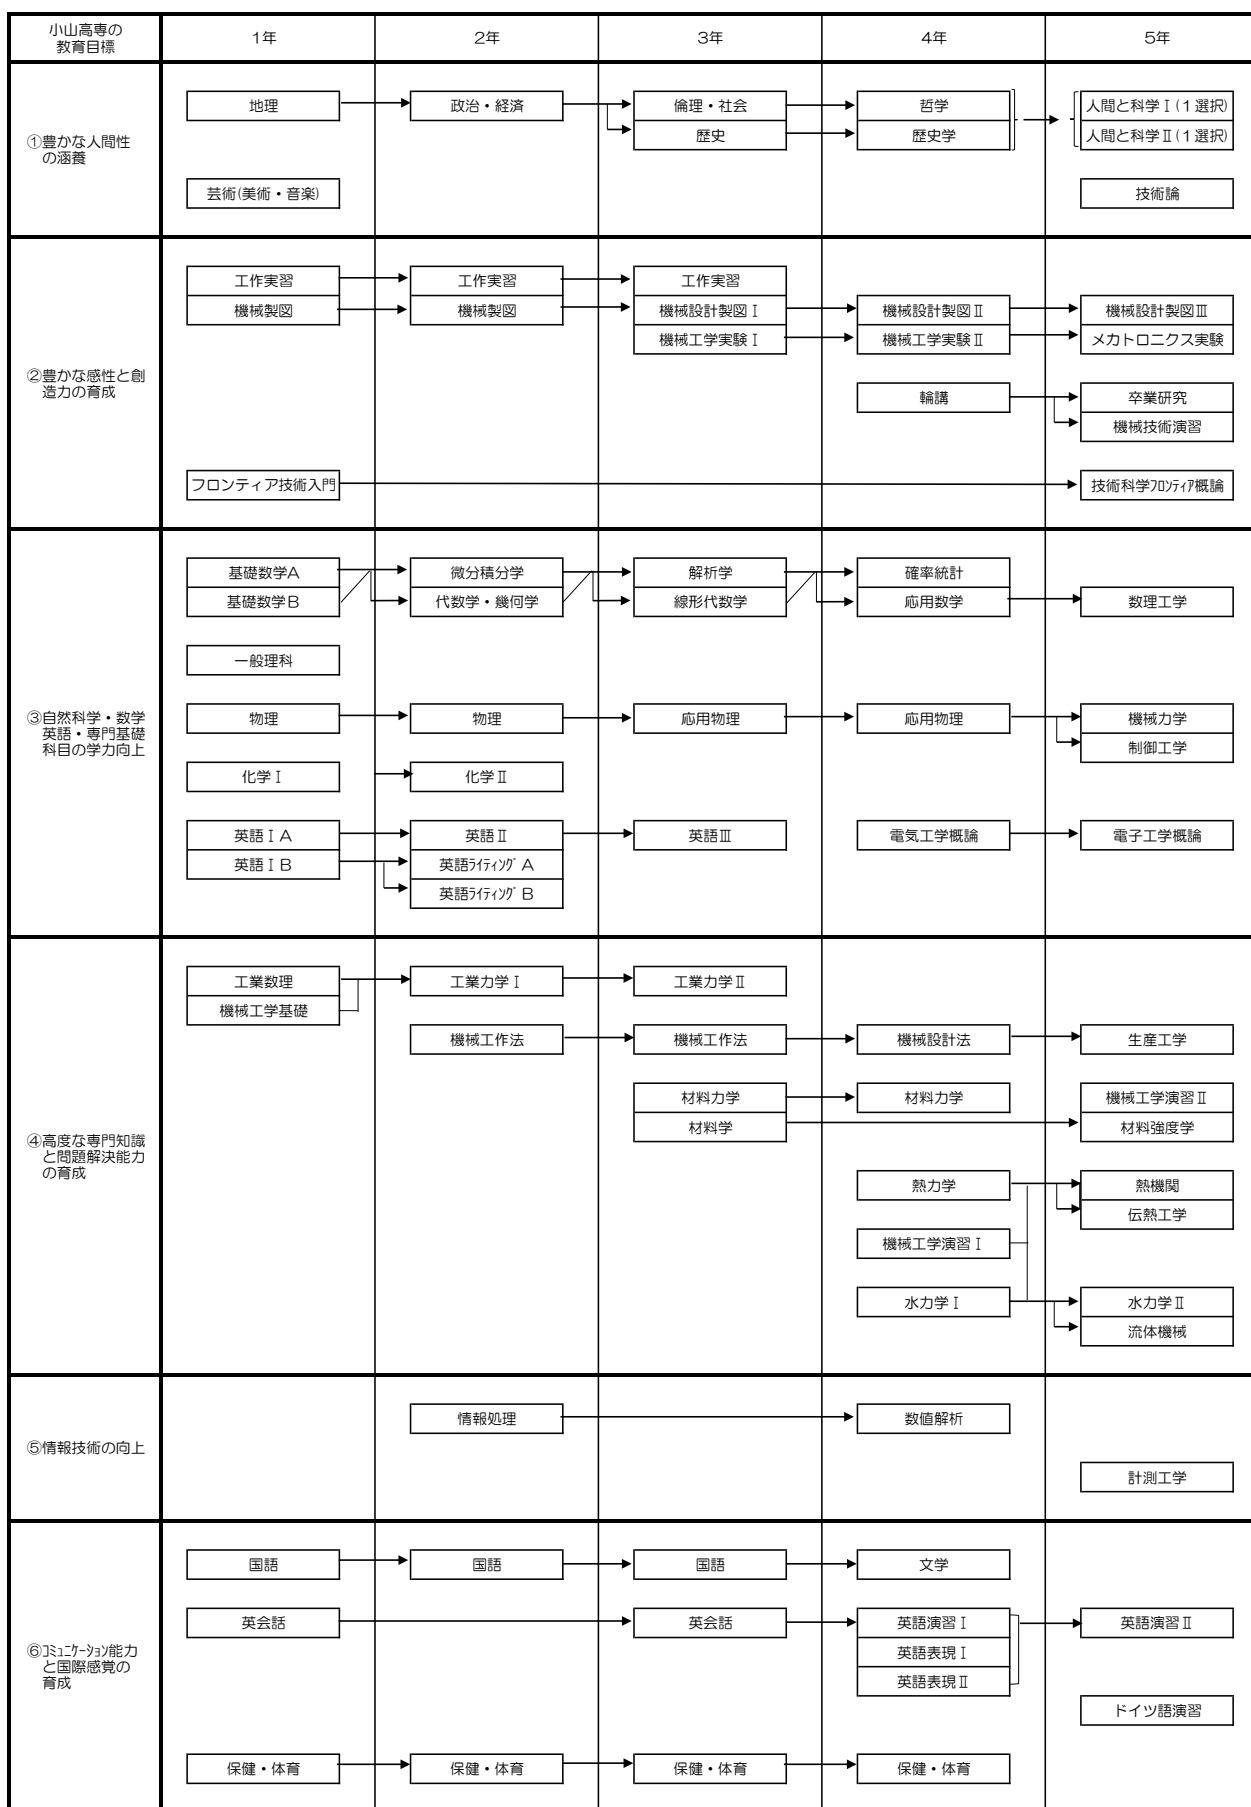 小山高専の
教育目標
1年
2年
3年
4年
5年
①豊かな人間性
の涵養
地理
政治・経済
倫理・社会
哲学
人間と科学Ⅰ(1選択)
歴史
歴史学
人間と科学Ⅱ(1選択)
芸術(美術・音楽)
技術論
②豊かな感性と創
造力の育成
工作実習
工作実習
工作実習
機械製図
機械製図
機械設計製図Ⅰ
機械設計製図Ⅱ
機械設計製図Ⅲ
機械工学実験Ⅰ
機械工学実験Ⅱ
メカトロニクス実験
輪講
卒業研究
機械技術演習
フロンティア技術入門
技術科学ﾌﾛﾝﾃｨｱ概論
③自然科学・数学
英語・専門基礎
科目の学力向上
基礎数学A
微分積分学
解析学
確率統計
基礎数学B
代数学・幾何学
線形代数学
応用数学
数理工学
一般理科
物理
物理
応用物理
応用物理
機械力学
制御工学
化学Ⅰ
化学Ⅱ
英語ⅠA
英語Ⅱ
英語Ⅲ
電気工学概論
電子工学概論
英語ⅠB
英語ﾗｲﾃｨﾝｸﾞA
英語ﾗｲﾃｨﾝｸﾞB
④高度な専門知識
と問題解決能力
の育成
工業数理
工業力学Ⅰ
工業力学Ⅱ
機械工学基礎
機械工作法
機械工作法
機械設計法
生産工学
材料力学
材料力学
機械工学演習Ⅱ
材料学
材料強度学
熱力学
熱機関
伝熱工学
機械工学演習Ⅰ
水力学Ⅰ
水力学Ⅱ
流体機械
⑤情報技術の向上
情報処理
数値解析
計測工学
⑥ｺﾐｭﾆｹｰｼｮﾝ能力
と国際感覚の
育成
国語
国語
国語
文学
英会話
英会話
英語演習Ⅰ
英語演習Ⅱ
英語表現Ⅰ
英語表現Ⅱ
ドイツ語演習
保健・体育
保健・体育
保健・体育
保健・体育